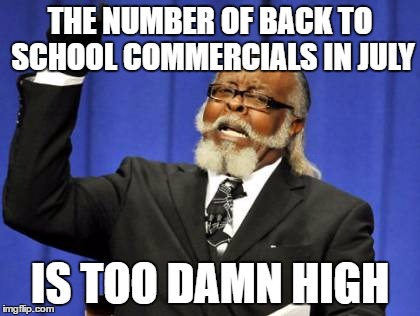 THE NUMBER OF BACK TO
SCHOOL COMMERCIALS IN JULY
IS TOO DAMN HIGH
imgflip.com